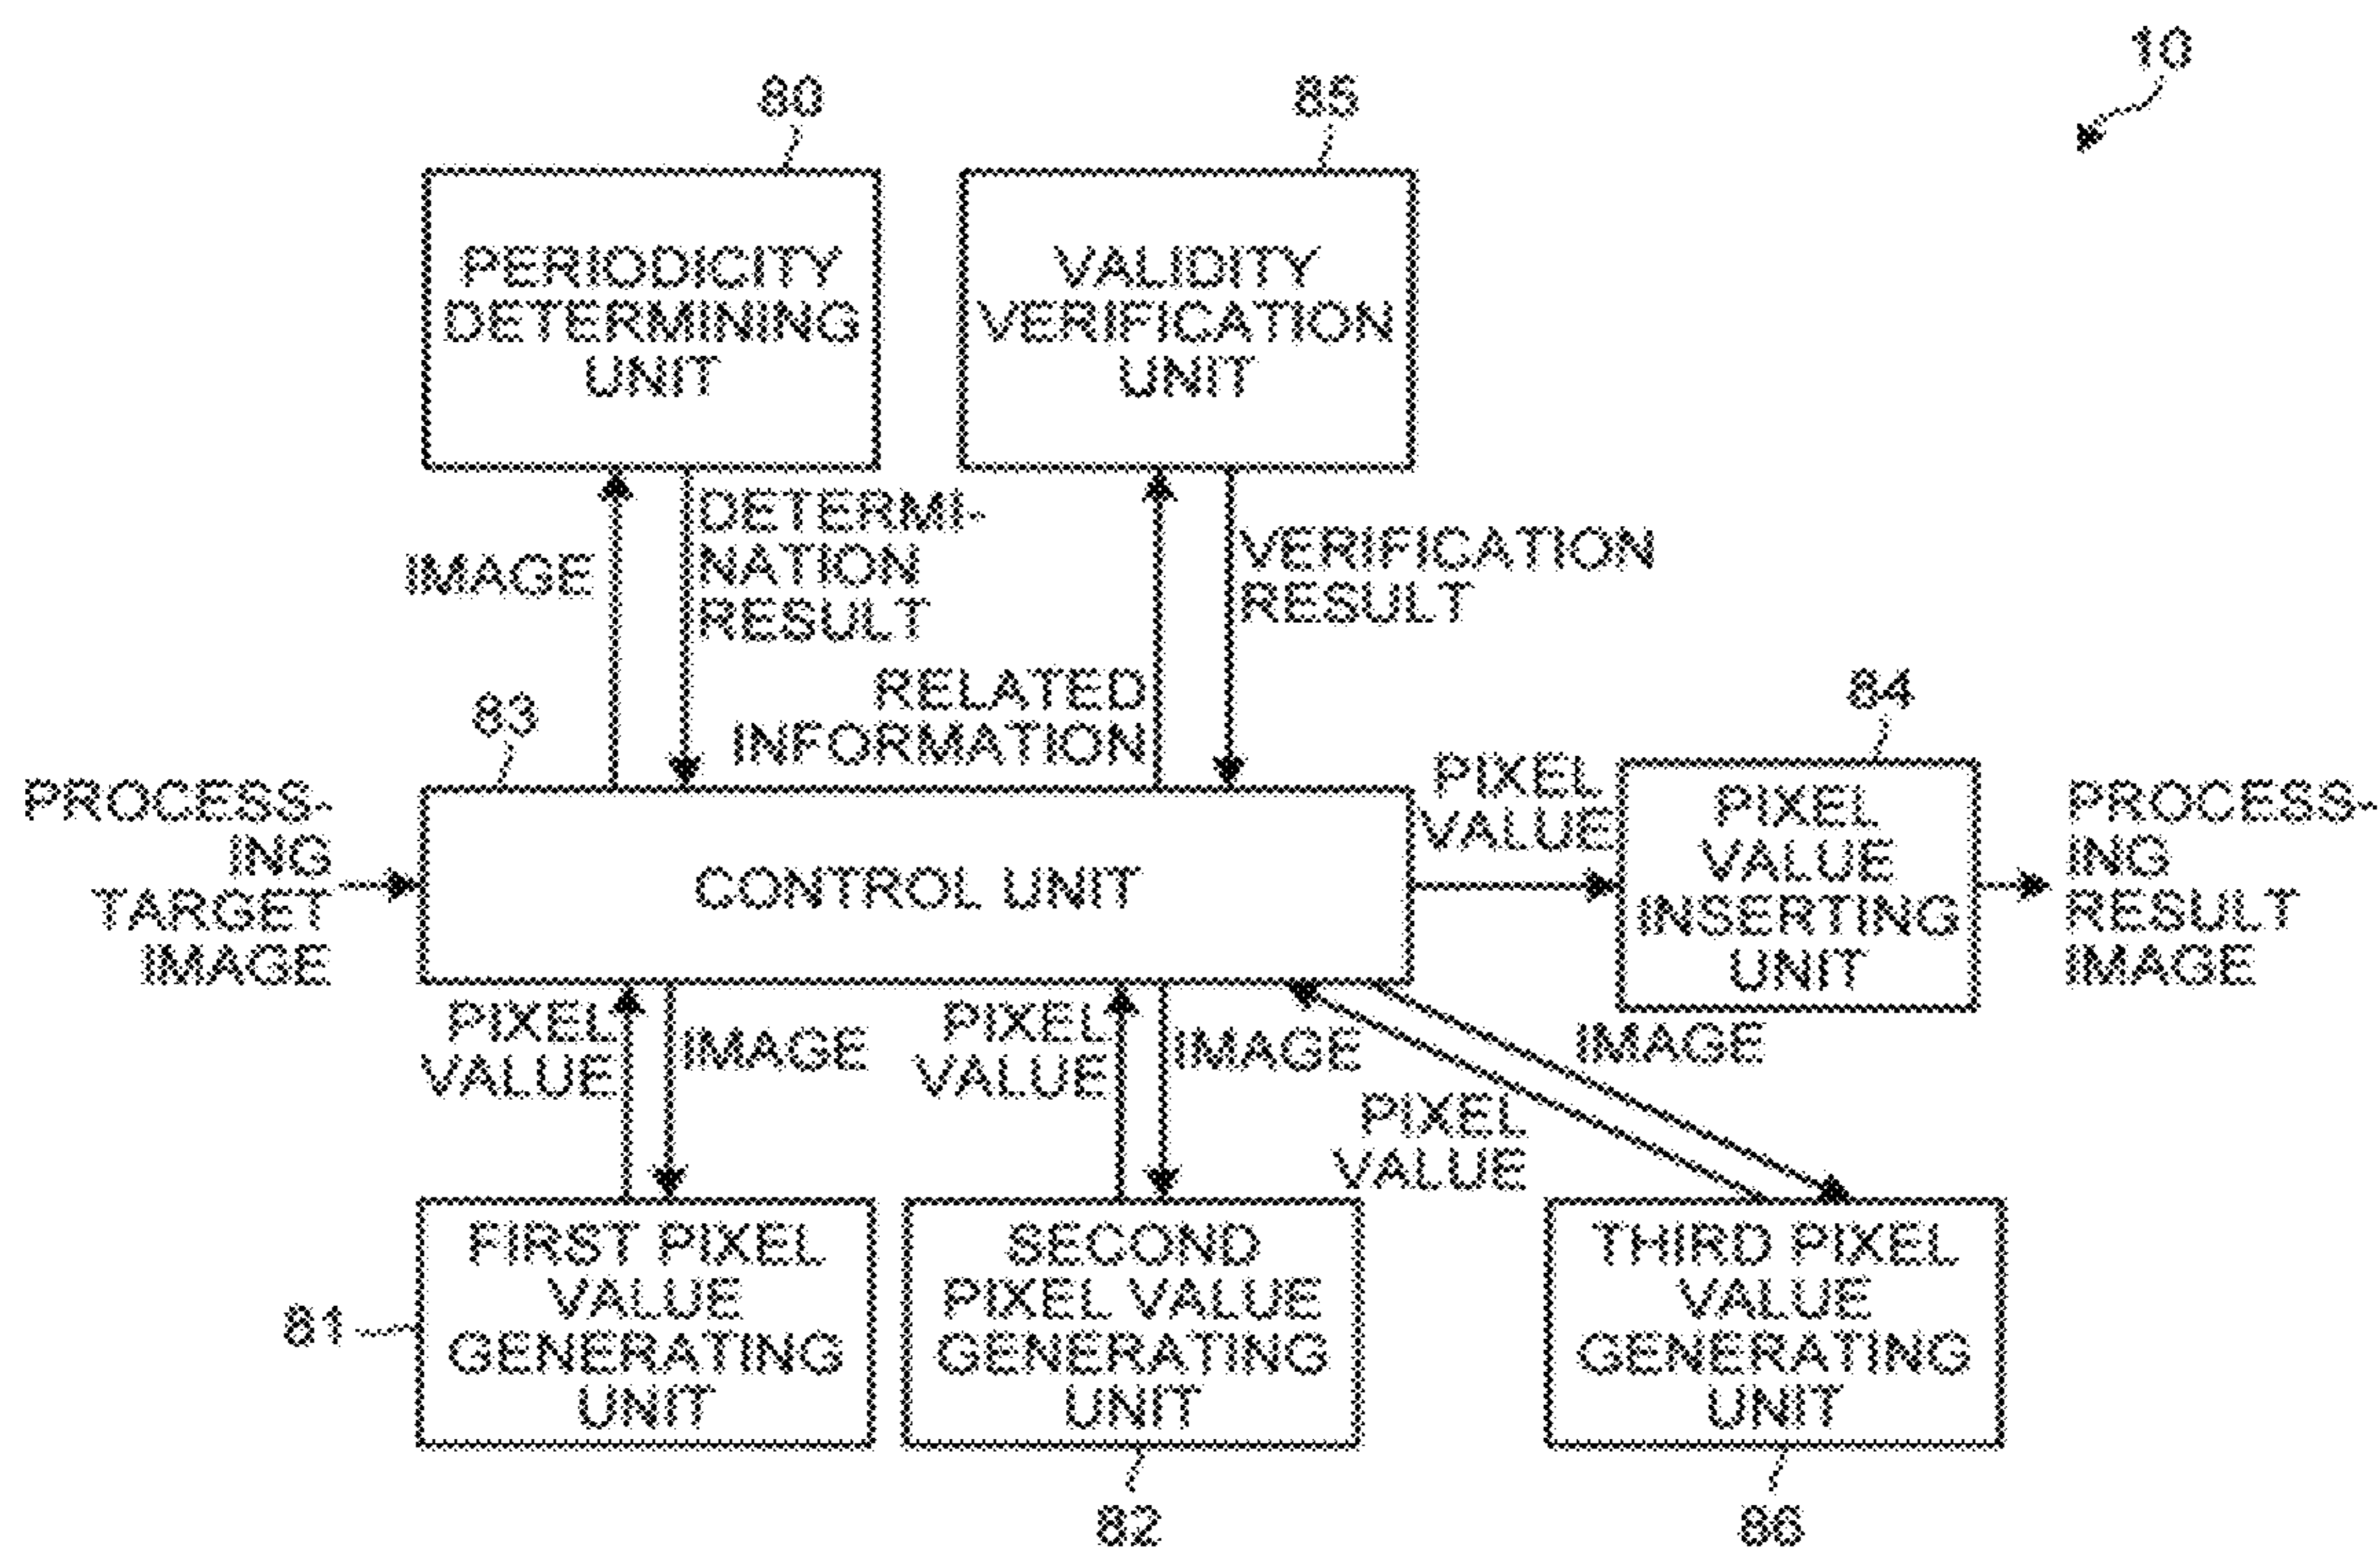 10
80
85
PERIODICITY
DETERMINING
UNIT
VALIDITY
VERIFICATION
UNIT
IMAGE
DETERMI-
NATION
RESULT
RELATED
INFORMATION
VERIFICATION
RESULT
83
84
PROCESS-
ING
TARGET
IMAGE
CONTROL UNIT
PIXEL
VALUE
PIXEL
VALUE
INSERTING
UNIT
PROCESS-
ING
RESULT
IMAGE
PIXEL
VALUE
IMAGE
PIXEL
VALUE
IMAGE
PIXEL
VALUE
IMAGE
81
FIRST PIXEL
VALUE
GENERATING
UNIT
SECOND
PIXEL VALUE
GENERATING
UNIT
THIRD PIXEL
VALUE
GENERATING
UNIT
82
86